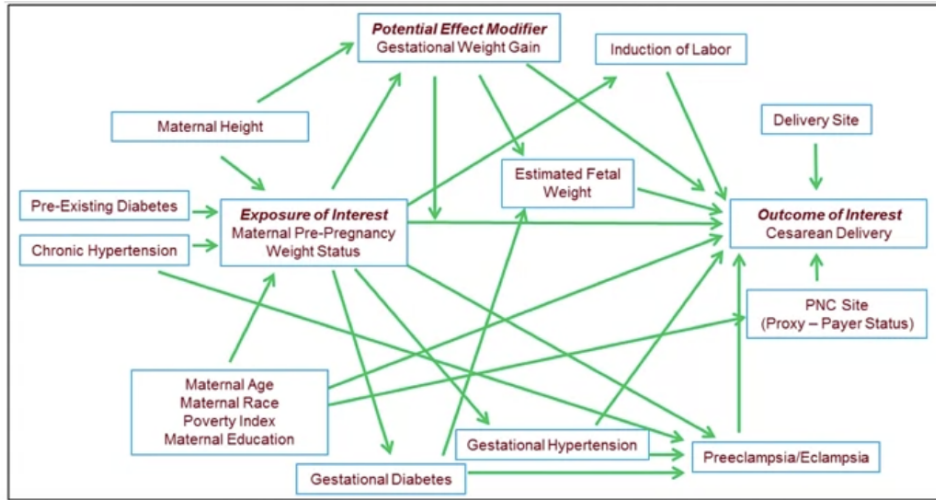 Potential Effect Modifier
Gestational Weight Gain
Induction of Labor
Maternal Height
Delivery Site
Estimated Fetal
Weight
Pre-Existing Diabetes
Chronic Hypertension
Exposure of Interest
Maternal Pre-Pregnancy
Weight Status
Outcome of Interest
Cesarean Delivery
PNC Site
(Proxy – Payer Status)
Maternal Age
Maternal Race
Poverty Index
Maternal Education
Gestational Hypertension
Preeclampsia/Eclampsia
Gestational Diabetes